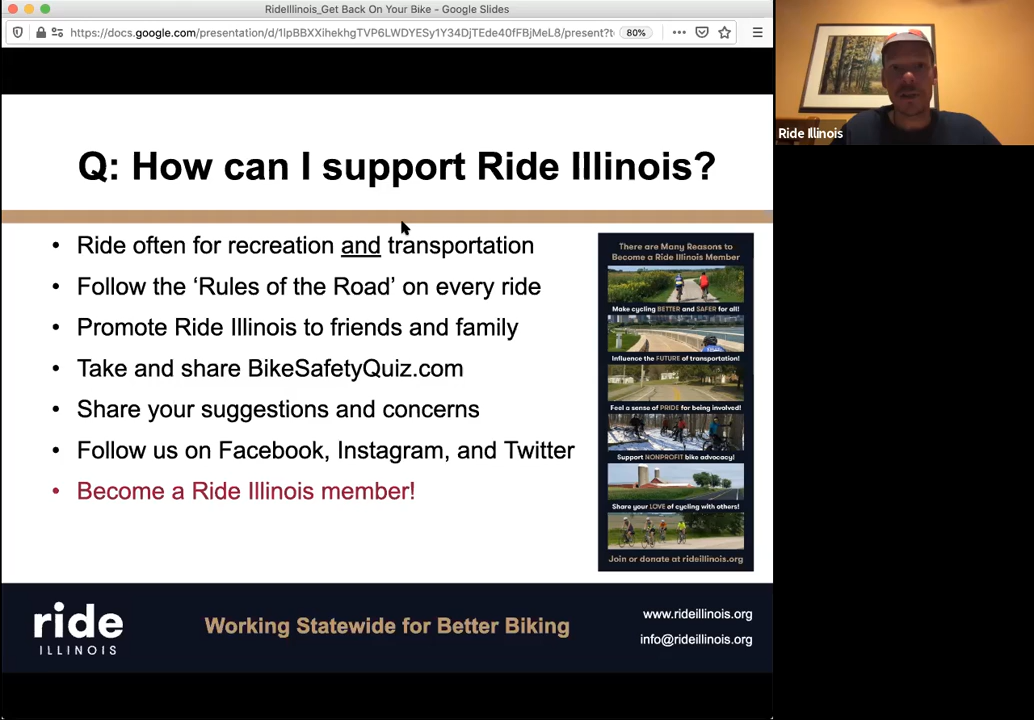 RideIllinois_Get Back On Your Bike - Google Slides
80%
Ride Illinois
Q: How can I support Ride Illinois?
• Ride often for recreation and transportation
• Follow the ‘Rules of the Road’ on every ride
• Promote Ride Illinois to friends and family
• Take and share BikeSafetyQuiz.com
• Share your suggestions and concerns
• Follow us on Facebook, Instagram, and Twitter
• Become a Ride Illinois member!
There are Many Reasons to
Become a Ride Illinois Member
Make cycling BETTER and SAFER for all!
Influence the FUTURE of transportation!
Feel a sense of PRIDE for being involved!
Support NONPROFIT bike advocacy!
Share your LOVE of cycling with others!
Join or donate at rideillinois.org
ride
ILLINOIS
Working Statewide for Better Biking
www.rideillinois.org
info@rideillinois.org